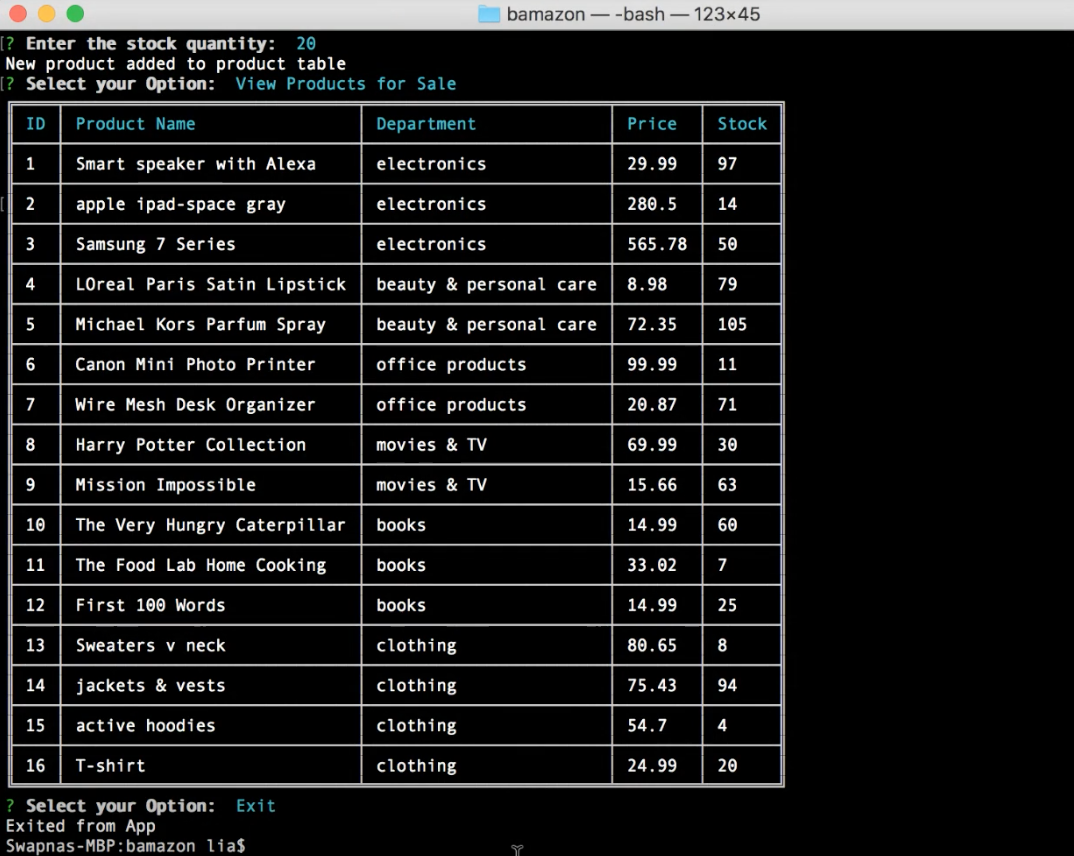 bamazon — -bash — 123×45
[? Enter the stock quantity: 20
New product added to product table
[? Select your Option: View Products for Sale
ID Product Name Department Price Stock
1 Smart speaker with Alexa electronics 29.99 97
[ 2 apple ipad-space gray electronics 280.5 14
3 Samsung 7 Series electronics 565.78 50
4 LOreal Paris Satin Lipstick beauty & personal care 8.98 79
5 Michael Kors Parfum Spray beauty & personal care 72.35 105
6 Canon Mini Photo Printer office products 99.99 11
7 Wire Mesh Desk Organizer office products 20.87 71
8 Harry Potter Collection movies & TV 69.99 30
9 Mission Impossible movies & TV 15.66 63
10 The Very Hungry Caterpillar books 14.99 60
11 The Food Lab Home Cooking books 33.02 7
12 First 100 Words books 14.99 25
13 Sweaters v neck clothing 80.65 8
14 jackets & vests clothing 75.43 94
15 active hoodies clothing 54.7 4
16 T-shirt clothing 24.99 20
? Select your Option: Exit
Exited from App
Swapnas-MBP:bamazon lia$